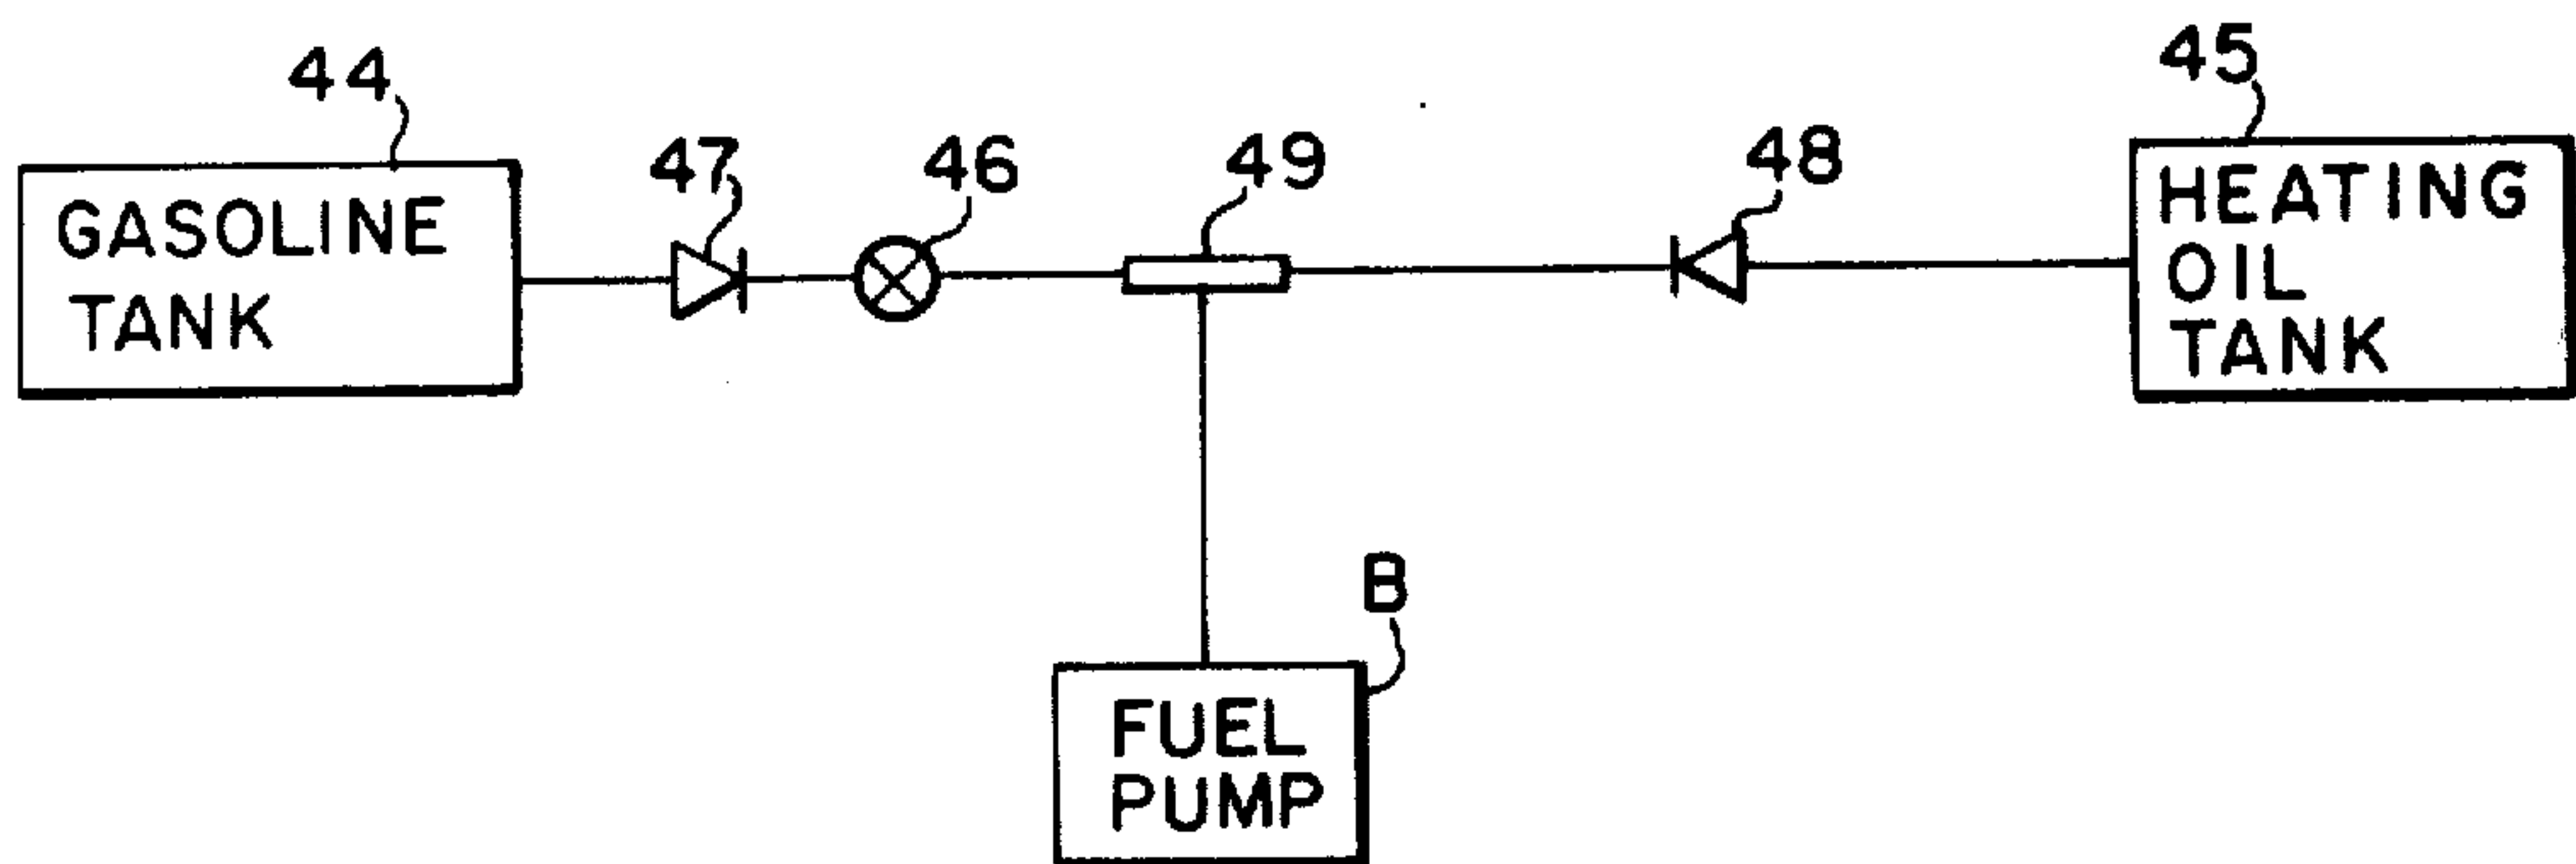 44
45
47
46
49
48
GASOLINE
TANK
HEATING
OIL
TANK
B
FUEL
PUMP